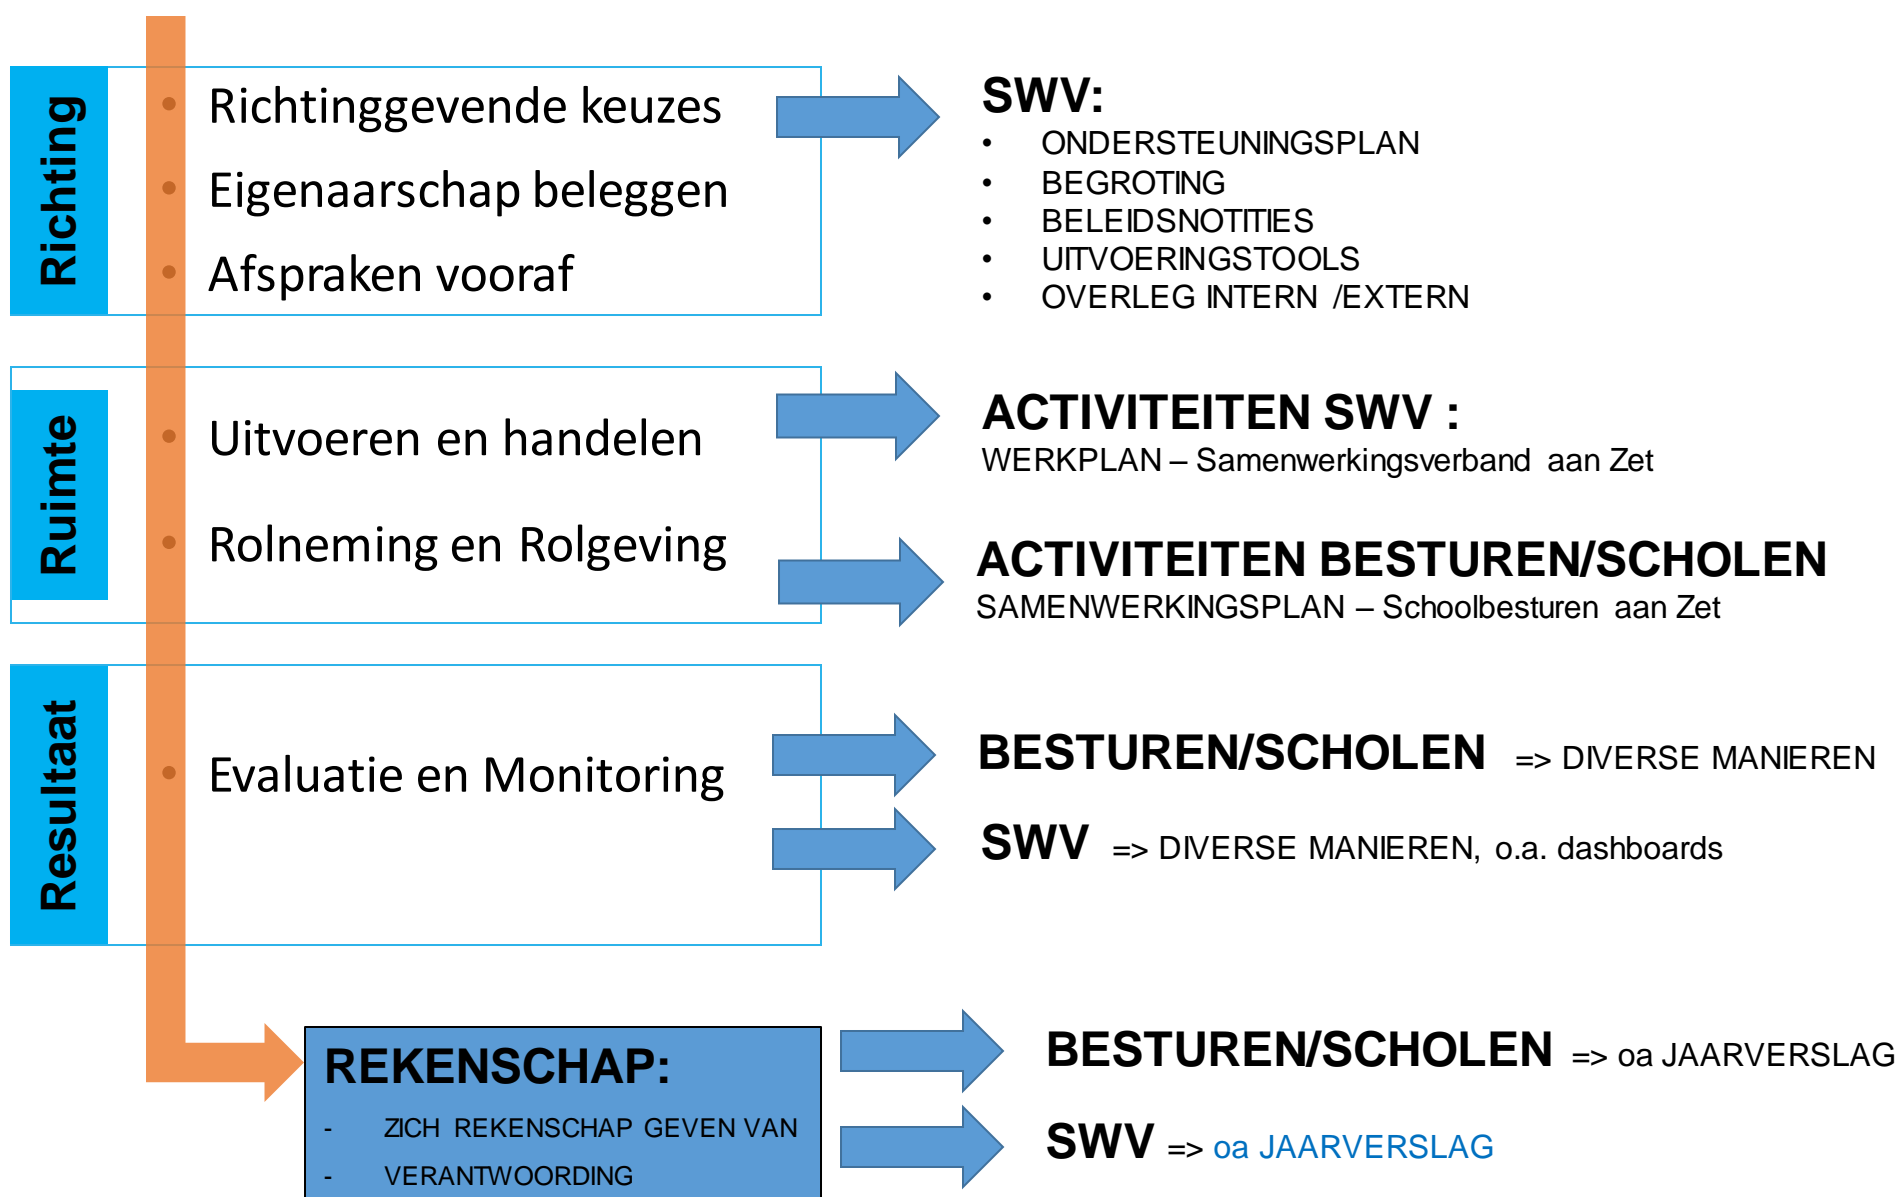 Richting
• Richtinggevende keuzes
• Eigenaarschap beleggen
• Afspraken vooraf
SWV:
• ONDERSTEUNINGSPLAN
• BEGROTING
• BELEIDSNOTITIES
• UITVOERINGSTOOLS
• OVERLEG INTERN /EXTERN
Ruimte
• Uitvoeren en handelen
• Rolneming en Rolgeving
ACTIVITEITEN SWV :
WERKPLAN – Samenwerkingsverband aan Zet
ACTIVITEITEN BESTUREN/SCHOLEN
SAMENWERKINGSPLAN – Schoolbesturen aan Zet
Resultaat
• Evaluatie en Monitoring
BESTUREN/SCHOLEN => DIVERSE MANIEREN
SWV => DIVERSE MANIEREN, o.a. dashboards
REKENSCHAP:
- ZICH REKENSCHAP GEVEN VAN
- VERANTWOORDING
BESTUREN/SCHOLEN => oa JAARVERSLAG
SWV => oa JAARVERSLAG